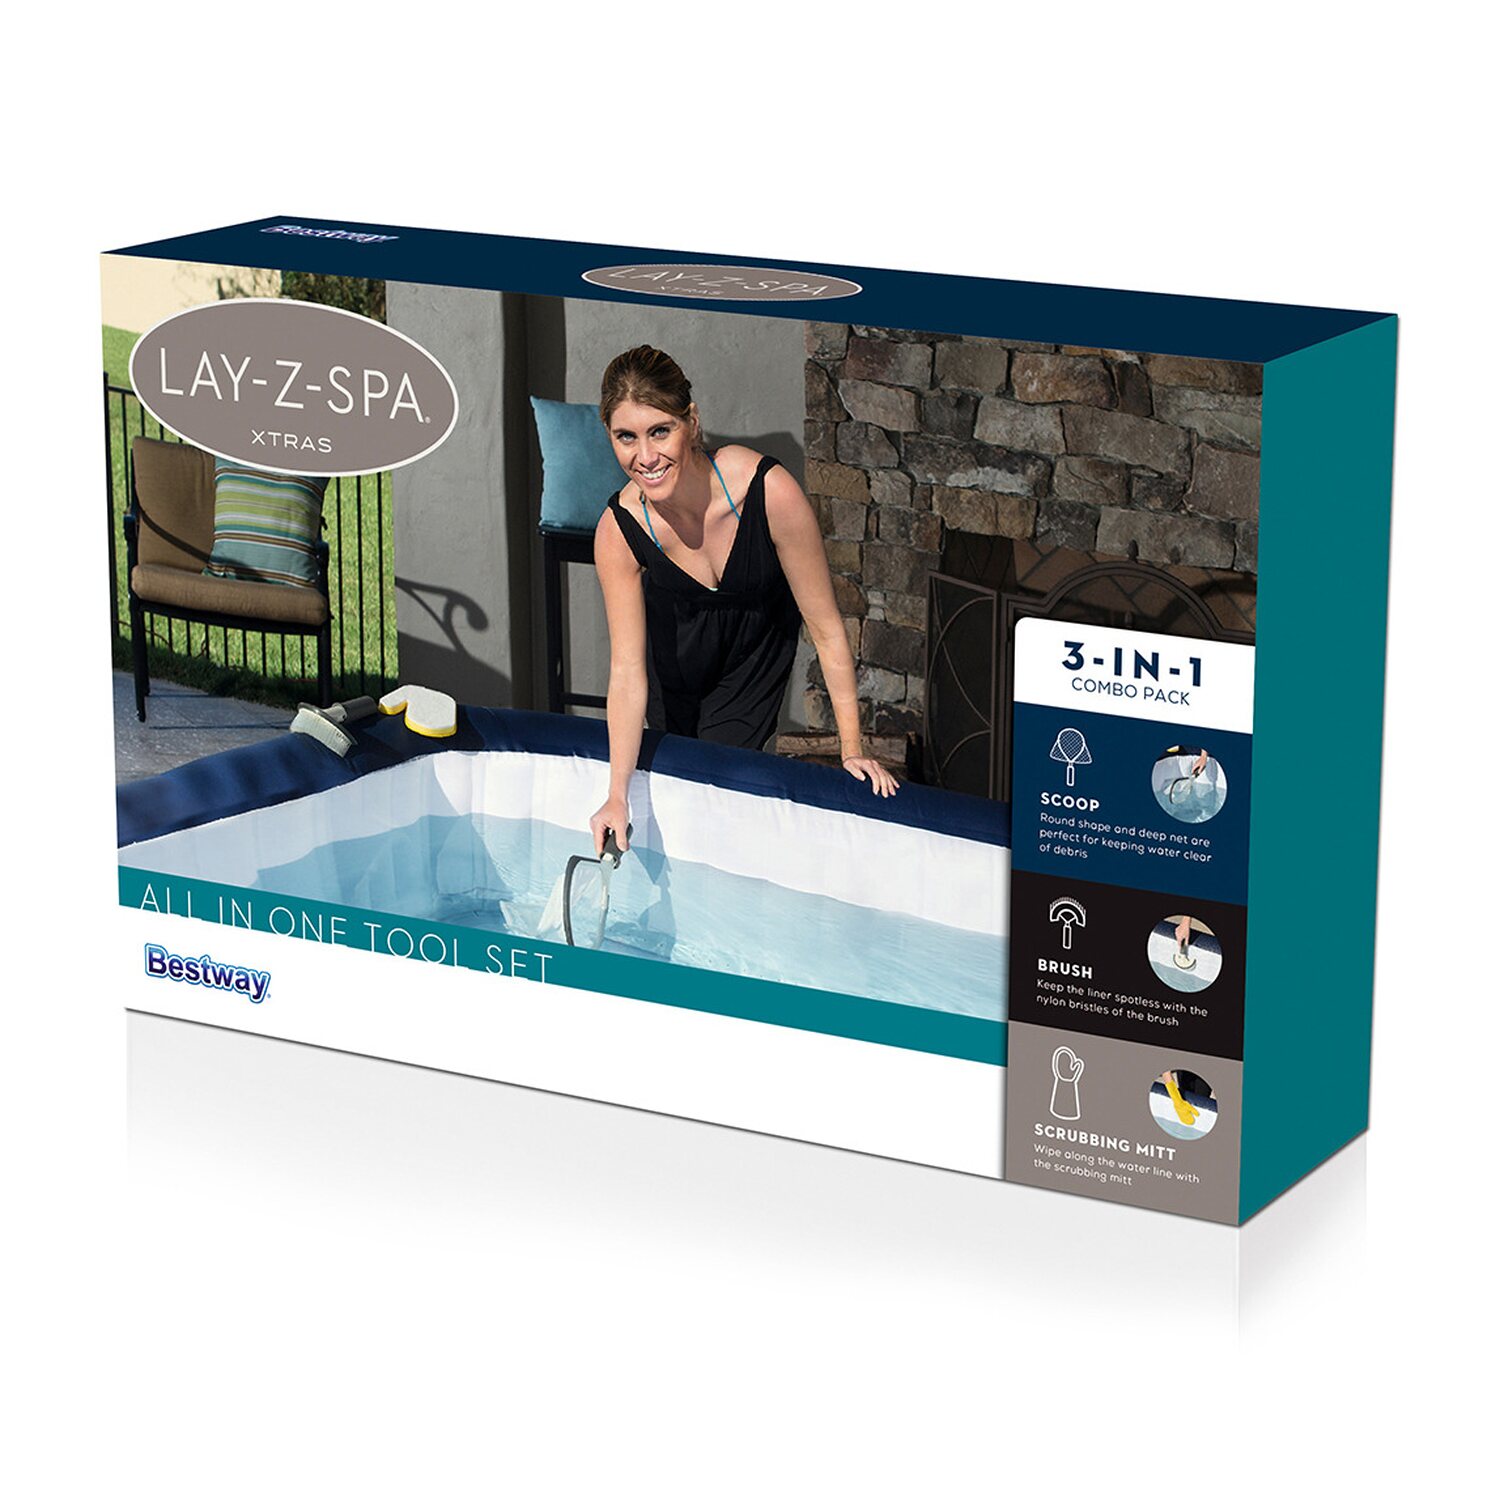 Bestway
LAY-Z-SPA
XTRAS
LAY-Z-SPA®
XTRAS
3-IN-1
COMBO PACK
SCOOP
Round shape and deep net are
perfect for keeping water clear
of debris
BRUSH
Keep the liner spotless with the
nylon bristles of the brush
SCRUBBING MITT
Wipe along the water line with
the scrubbing mitt
ALL IN ONE TOOL SET
Bestway®